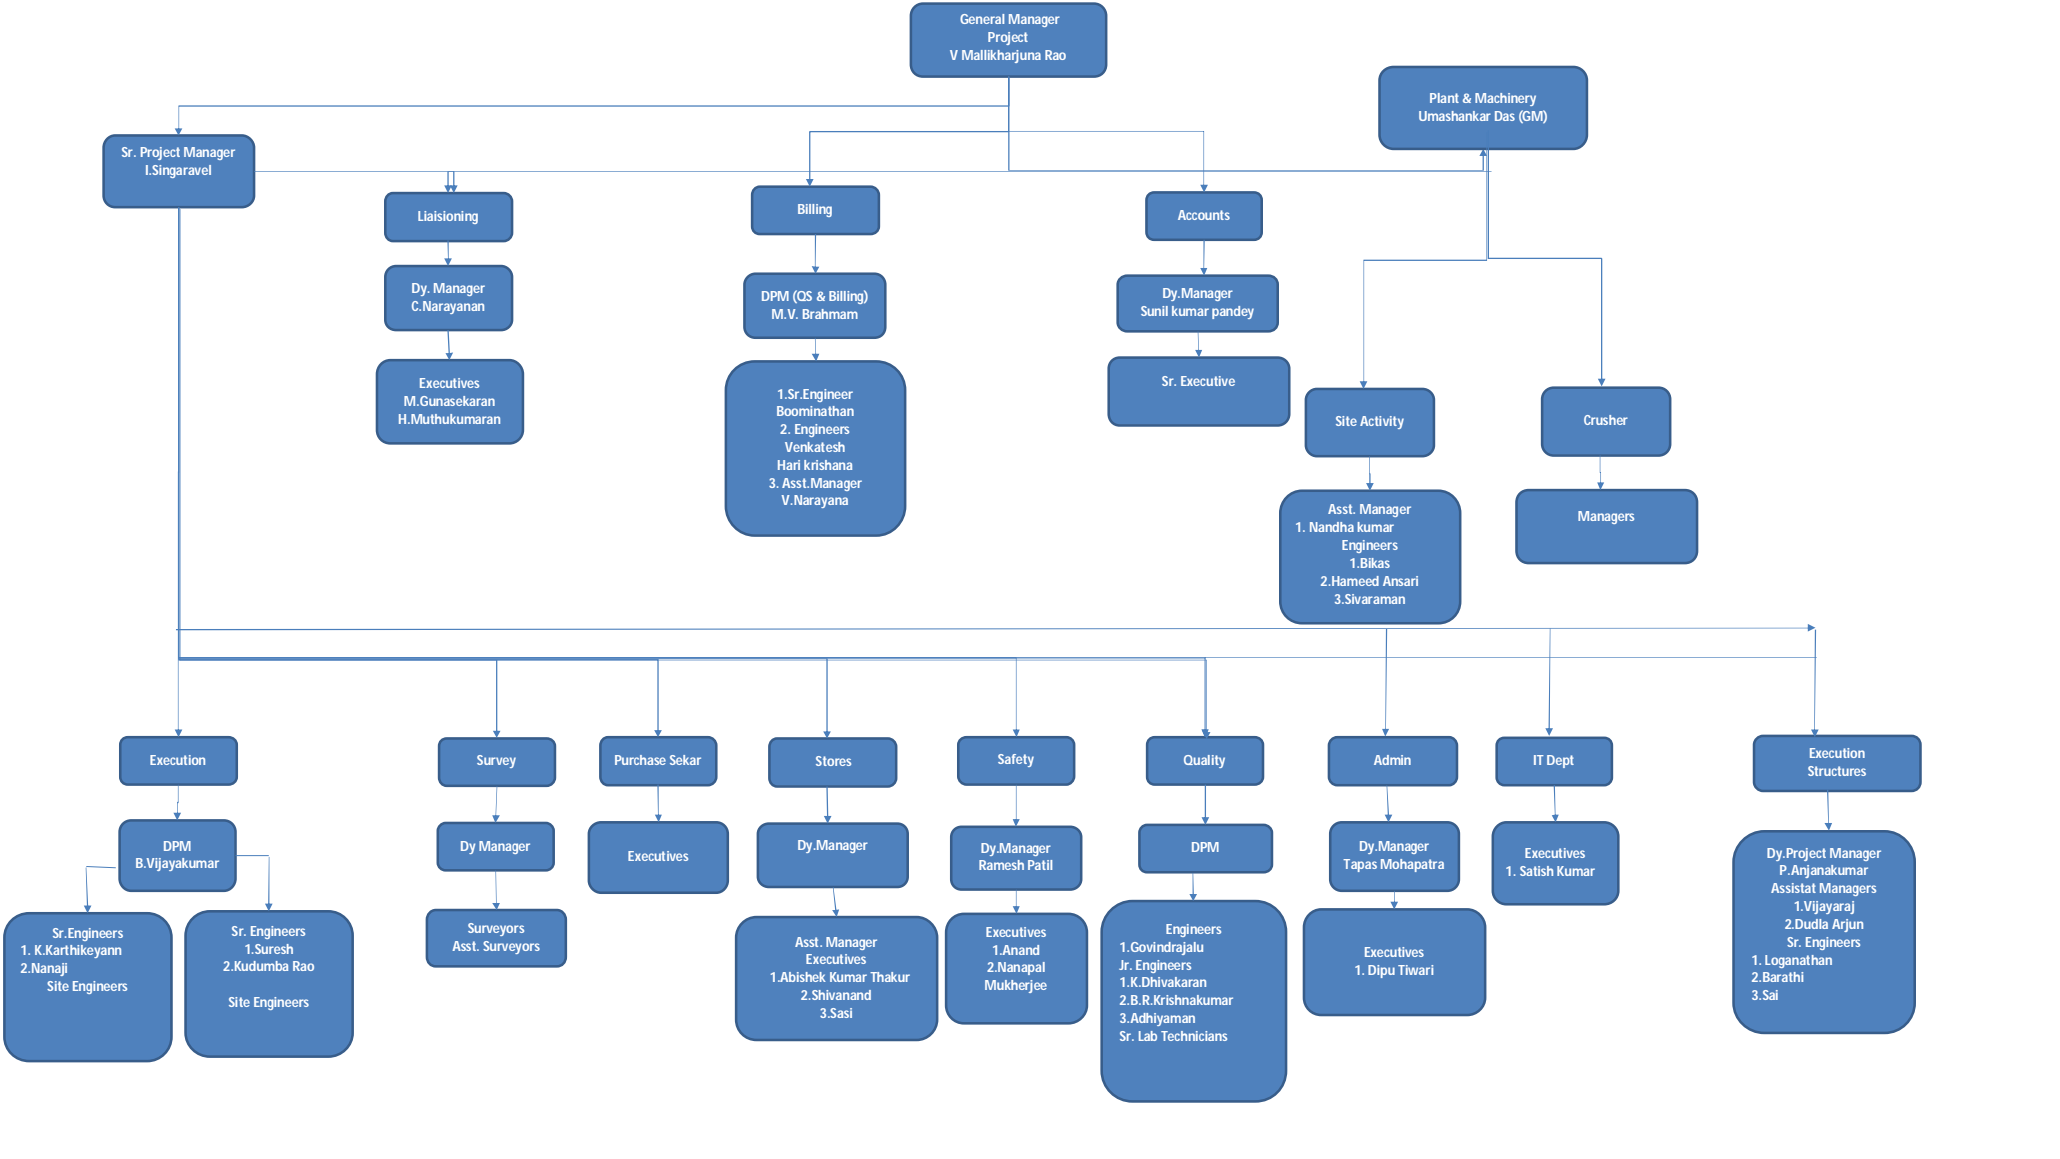 General Manager
Project
V Mallikharjuna Rao
Plant & Machinery
Umashankar Das (GM)
Sr. Project Manager
I.Singaravel
Liaisioning
Billing
Accounts
Dy. Manager
C.Narayanan
DPM (QS & Billing)
M.V. Brahmam
Dy.Manager
Sunil kumar pandey
Executives
M.Gunasekaran
H.Muthukumaran
1.Sr.Engineer
Boominathan
2. Engineers
Venkatesh
Hari krishana
3. Asst.Manager
V.Narayana
Sr. Executive
Site Activity
Crusher
Asst. Manager
1. Nandha kumar
Engineers
1.Bikas
2.Hameed Ansari
3.Sivaraman
Managers
Execution
Survey
Purchase Sekar
Stores
Safety
Quality
Admin
IT Dept
Execution
Structures
DPM
B.Vijayakumar
Dy Manager
Executives
Dy.Manager
Dy.Manager
Ramesh Patil
DPM
Dy.Manager
Tapas Mohapatra
Executives
1. Satish Kumar
Dy.Project Manager
P.Anjanakumar
Assistat Managers
1.Vijayaraj
2.Dudla Arjun
Sr. Engineers
1. Loganathan
2.Barathi
3.Sai
Sr.Engineers
1. K.Karthikeyann
2.Nanaji
Site Engineers
Sr. Engineers
1.Suresh
2.Kudumba Rao
Site Engineers
Surveyors
Asst. Surveyors
Asst. Manager
Executives
1.Abishek Kumar Thakur
2.Shivanand
3.Sasi
Executives
1.Anand
2.Nanapal
Mukherjee
Engineers
1.Govindrajalu
Jr. Engineers
1.K.Dhivakaran
2.B.R.Krishnakumar
3.Adhiyaman
Sr. Lab Technicians
Executives
1. Dipu Tiwari